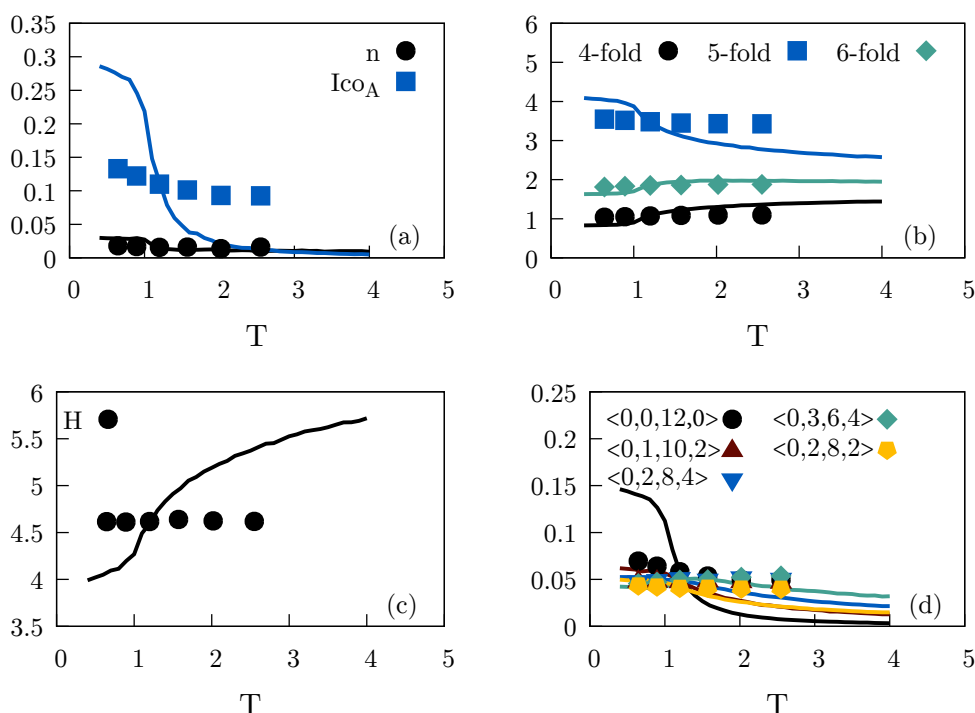 0.35
0.3
0.25
0.2
0.15
0.1
0.05
0
n
Ico_A
(a)
0 1 2 3 4 5
T
6
5
4
3
2
1
0
4-fold 5-fold 6-fold
(b)
0 1 2 3 4 5
T
6
5.5
5
4.5
4
3.5
H
(c)
0 1 2 3 4 5
T
0.25
0.2
0.15
0.1
0.05
0
<0,0,12,0> <0,3,6,4>
<0,1,10,2> <0,2,8,2>
<0,2,8,4>
(d)
0 1 2 3 4 5
T